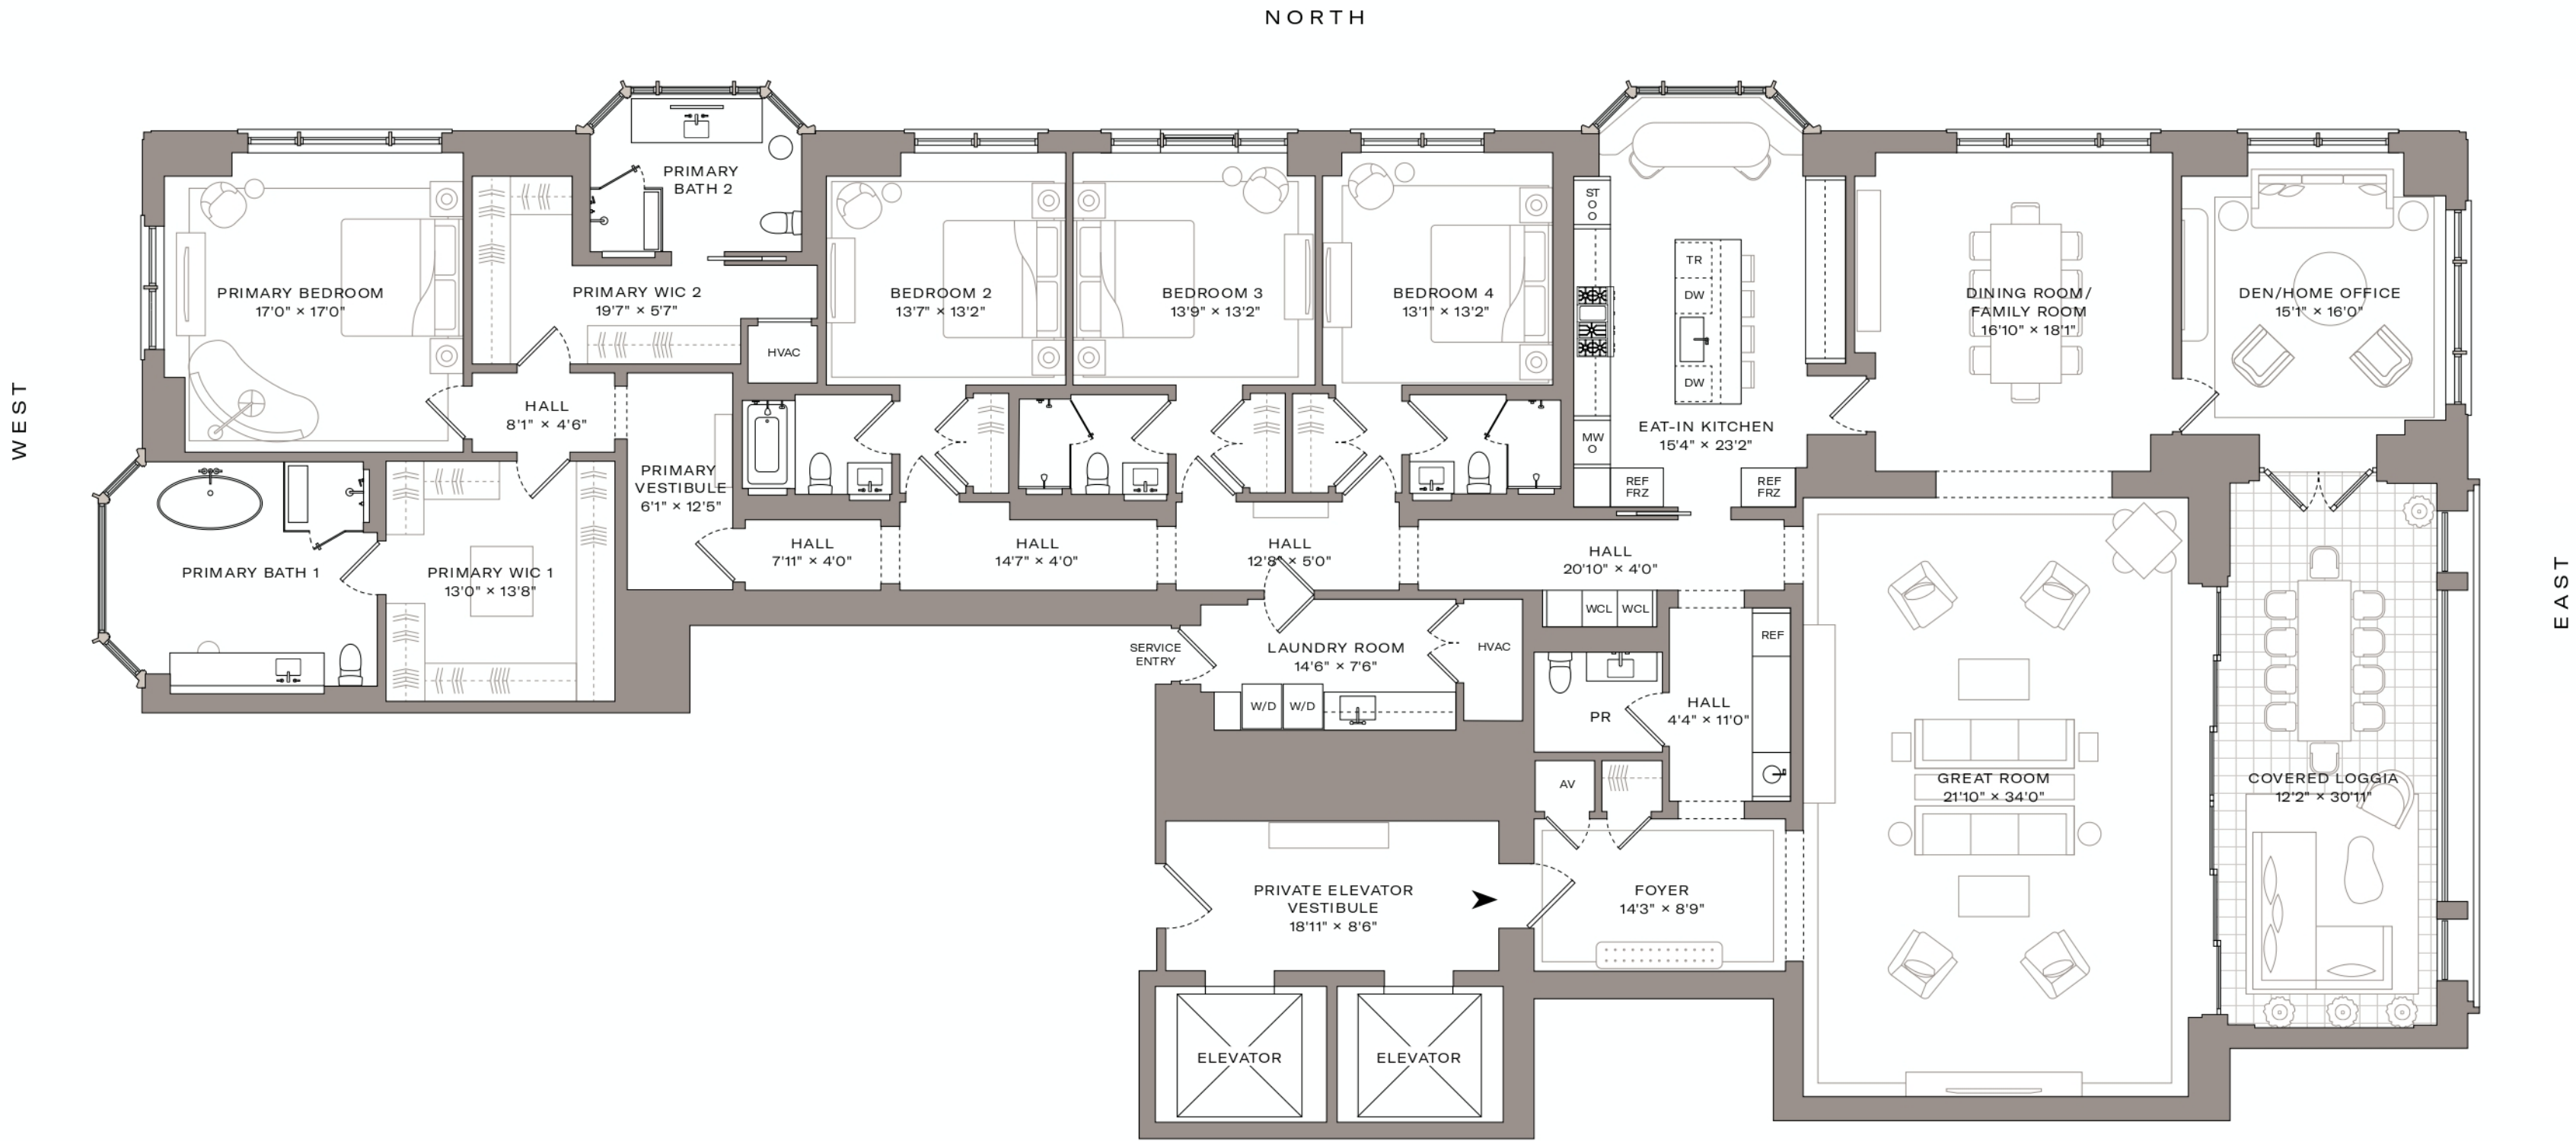 NORTH
WEST
EAST
PRIMARY BEDROOM
17'0" × 17'0"
PRIMARY
BATH 2
PRIMARY WIC 2
19'7" × 5'7"
HVAC
BEDROOM 2
13'7" × 13'2"
BEDROOM 3
13'9" × 13'2"
BEDROOM 4
13'1" × 13'2"
ST
O
O
TR
DW
DW
MW
O
EAT-IN KITCHEN
15'4" × 23'2"
REF
FRZ
REF
FRZ
DINING ROOM/
FAMILY ROOM
16'10" × 18'1"
DEN/HOME OFFICE
15'1" × 16'0"
HALL
8'1" × 4'6"
PRIMARY
VESTIBULE
6'1" × 12'5"
PRIMARY BATH 1
PRIMARY WIC 1
13'0" × 13'8"
HALL
7'11" × 4'0"
HALL
14'7" × 4'0"
HALL
12'8" × 5'0"
HALL
20'10" × 4'0"
WCL
WCL
SERVICE
ENTRY
LAUNDRY ROOM
14'6" × 7'6"
HVAC
W/D
W/D
REF
PR
HALL
4'4" × 11'0"
AV
GREAT ROOM
21'10" × 34'0"
COVERED LOGGIA
12'2" × 30'11"
PRIVATE ELEVATOR
VESTIBULE
18'11" × 8'6"
FOYER
14'3" × 8'9"
ELEVATOR
ELEVATOR